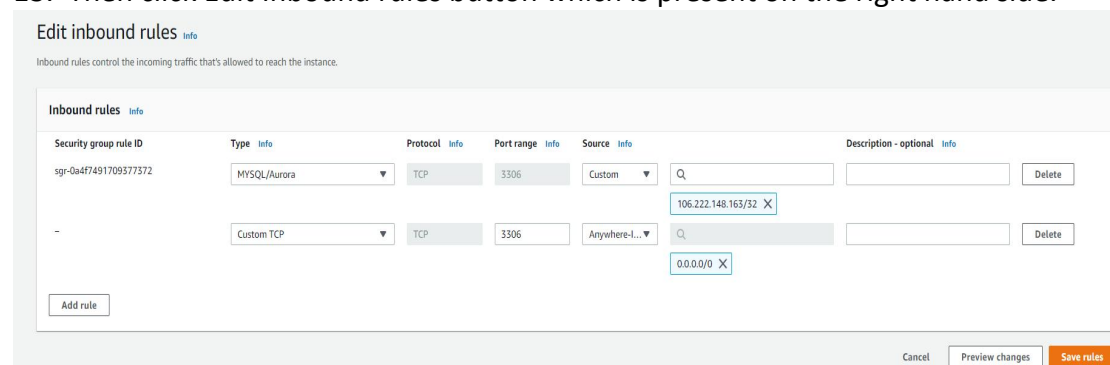 Then click Edit inbound rules button which is present on the right hand side.
Edit inbound rules Info
Inbound rules control the incoming traffic that's allowed to reach the instance.
Inbound rules Info
Security group rule ID Type Info Protocol Info Port range Info Source Info Description - optional Info
sgr-0a4f7491709377372 MYSQL/Aurora TCP 3306 Custom Delete
106.222.148.163/32
– Custom TCP TCP 3306 Anywhere-I... Delete
0.0.0.0/0
Add rule
Cancel Preview changes Save rules